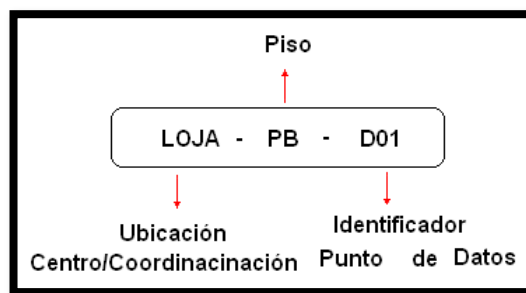 Piso
LOJA - PB - D01
Ubicación
Centro/Coordinacinación
Identificador
Punto de Datos